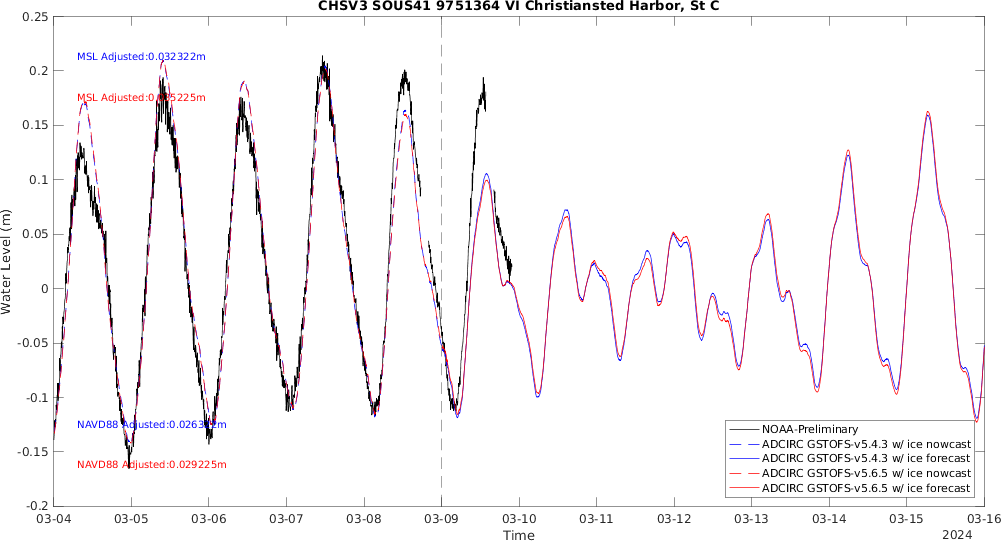 CHSV3 SOUS41 9751364 VI Christiansted Harbor, St C
0.25
0.2
0.15
0.1
0.05
0
-0.05
-0.1
-0.15
-0.2
Water Level (m)
MSL Adjusted:0.032322m
MSL Adjusted:
NAVD88 Adjusted:
NAVD88 Adjusted:0.029225m
NOAA-Preliminary
ADCIRC GSTOFS-v5.4.3 w/ ice nowcast
ADCIRC GSTOFS-v5.4.3 w/ ice forecast
ADCIRC GSTOFS-v5.6.5 w/ ice nowcast
ADCIRC GSTOFS-v5.6.5 w/ ice forecast
03-04 03-05 03-06 03-07 03-08 03-09 03-10 03-11 03-12 03-13 03-14 03-15 03-16
Time
2024